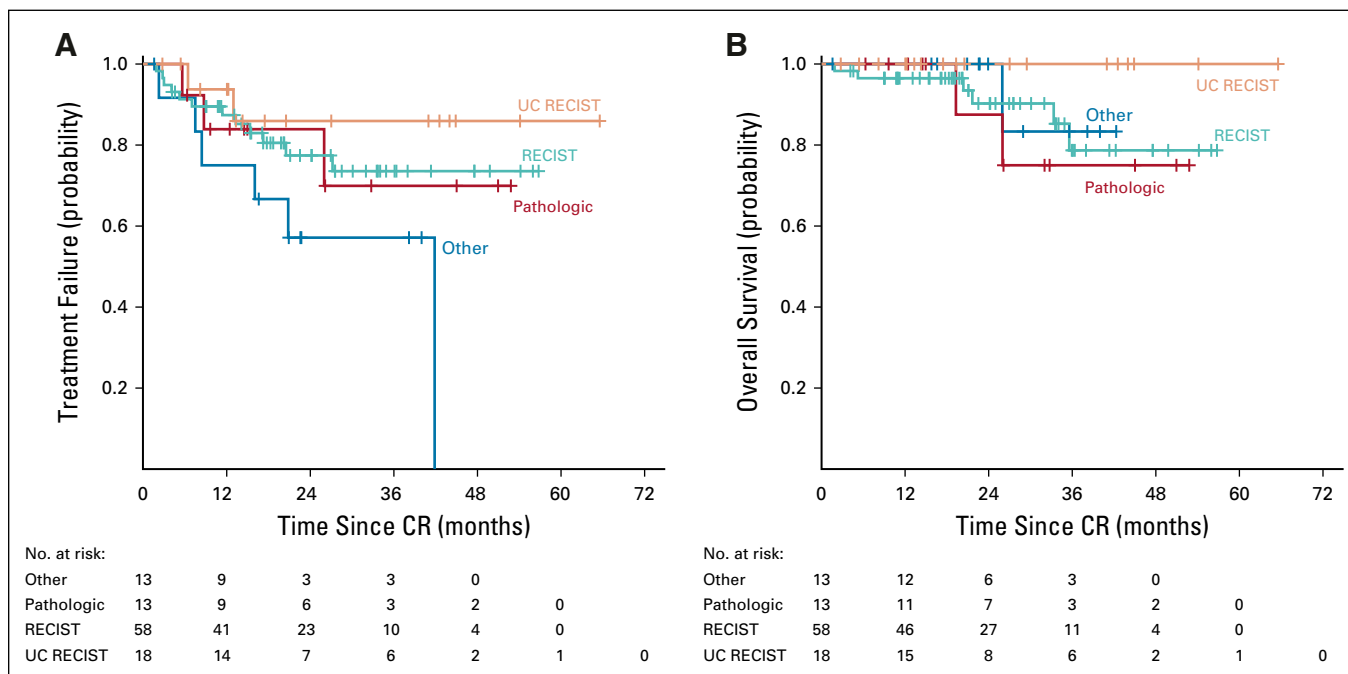 A
Treatment Failure (probability)
1.0
0.8
0.6
0.4
0.2
UC RECIST
RECIST
Pathologic
Other
0 12 24 36 48 60 72
Time Since CR (months)
No. at risk:
Other 13 9 3 3 0
Pathologic 13 9 6 3 2 0
RECIST 58 41 23 10 4 0
UC RECIST 18 14 7 6 2 1 0
B
Overall Survival (probability)
1.0
0.8
0.6
0.4
0.2
UC RECIST
Other
RECIST
Pathologic
0 12 24 36 48 60 72
Time Since CR (months)
No. at risk:
Other 13 12 6 3 0
Pathologic 13 11 7 3 2 0
RECIST 58 46 27 11 4 0
UC RECIST 18 15 8 6 2 1 0